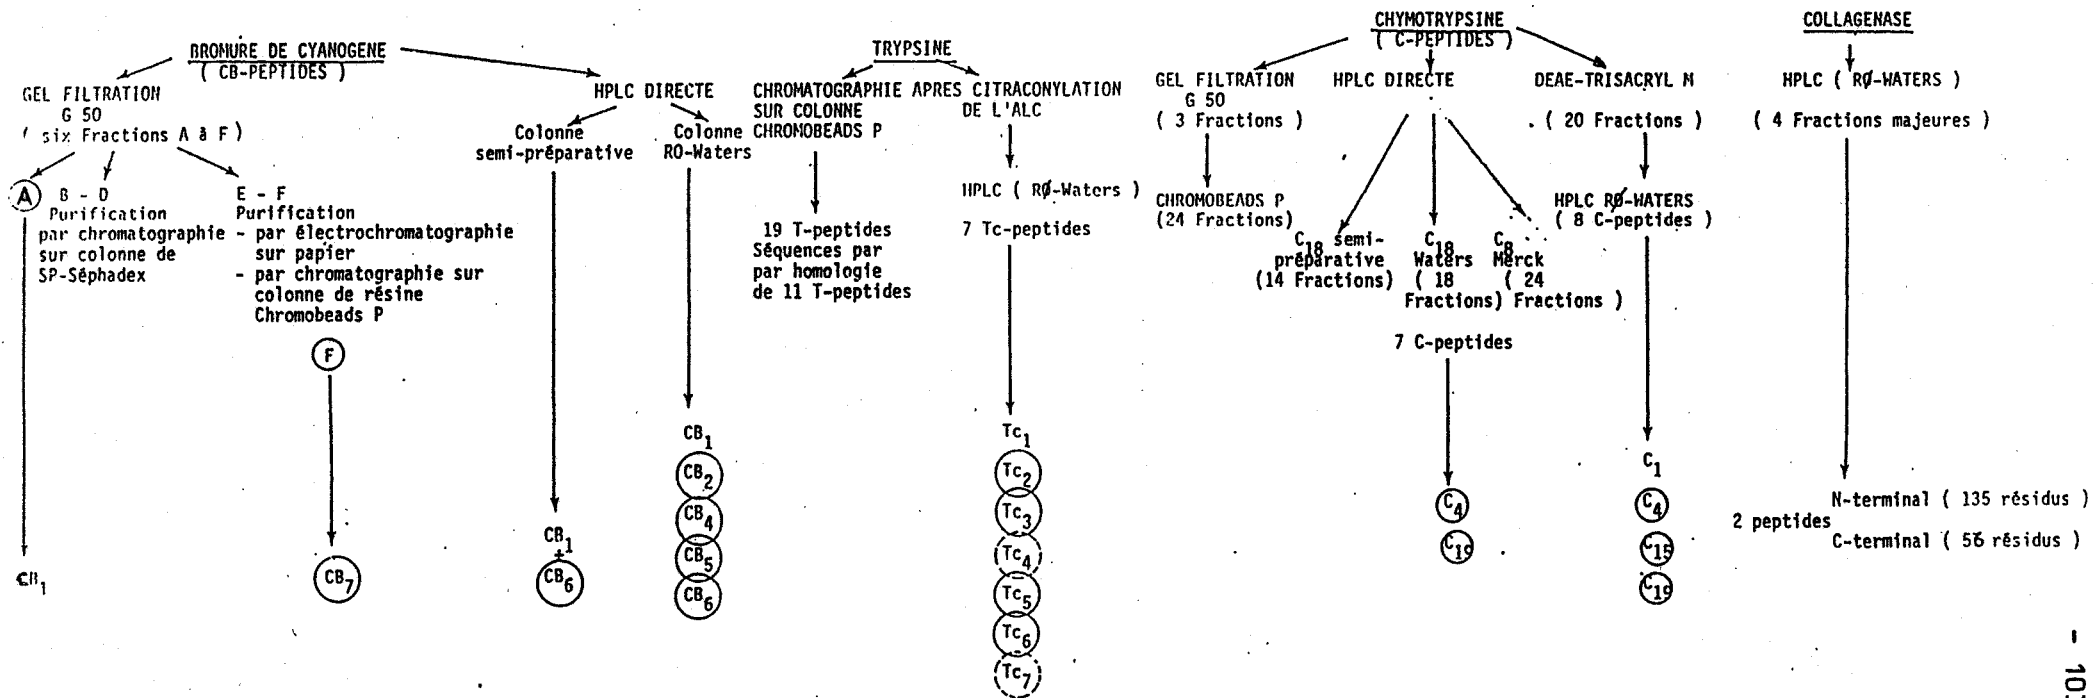 BROMURE DE CYANOGENE
( CB-PEPTIDES )
GEL FILTRATION
G 50
( six Fractions A à F )
A
B - D
Purification
par chromatographie
sur colonne de
SP-Séphadex
E - F
Purification
- par électrochromatographie
sur papier
- par chromatographie sur
colonne de résine
Chromobeads P
F
CB1
CB7
HPLC DIRECTE
Colonne
semi-préparative
Colonne
RO-Waters
CB1
+
CB6
CB1
CB2
CB4
CB5
CB6
TRYPSINE
CHROMATOGRAPHIE
SUR COLONNE
CHROMOBEADS P
19 T-peptides
Séquences par
par homologie
de 11 T-peptides
APRES CITRACONYLATION
DE L'ALC
HPLC ( RØ-Waters )
7 Tc-peptides
Tc1
Tc2
Tc3
Tc4
Tc5
Tc6
Tc7
CHYMOTRYPSINE
( C-PEPTIDES )
GEL FILTRATION
G 50
( 3 Fractions )
CHROMOBEADS P
(24 Fractions)
HPLC DIRECTE
C18 semi-
préparative
(14 Fractions)
C18
Waters
( 18
Fractions)
C8
Merck
( 24
Fractions )
7 C-peptides
C4
C19
DEAE-TRISACRYL M
( 20 Fractions )
HPLC RØ-WATERS
( 8 C-peptides )
C1
C4
C15
C19
COLLAGENASE
HPLC ( RØ-WATERS )
( 4 Fractions majeures )
2 peptides
N-terminal ( 135 résidus )
C-terminal ( 56 résidus )